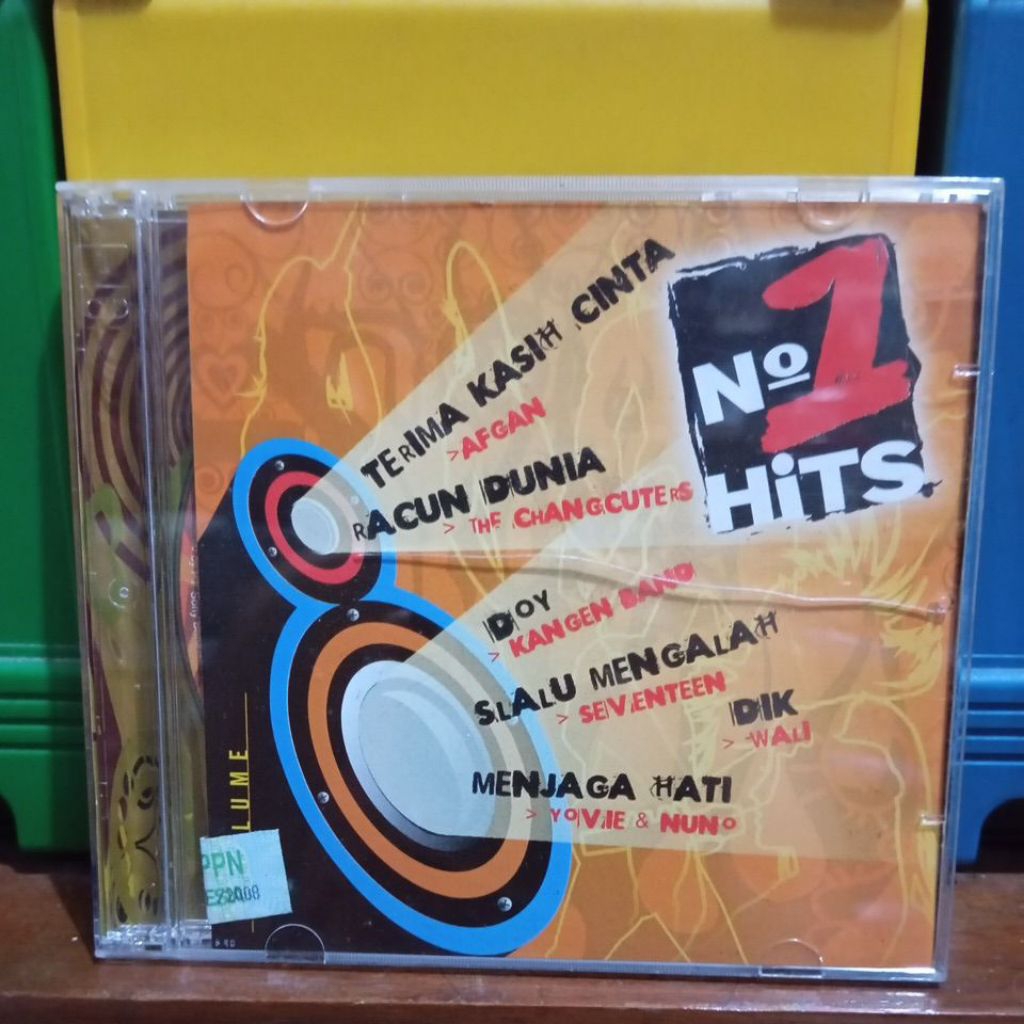 TERIMA KASIH CINTA
>AFGAN
RACUN DUNIA
> THE CHANGCUTERS
No 1
HiTS
DOY
> KANGEN BAND
SLALU MENGALAH
> SEVENTEEN
DIK
> WALI
MENJAGA HATI
> YOVIE & NUNO
LUME
PPN